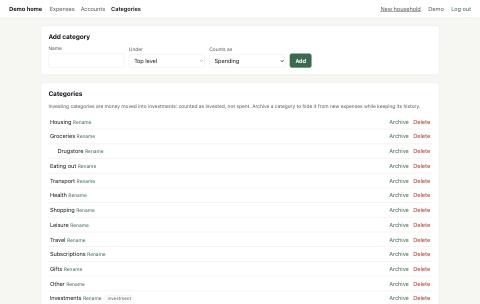 Demo home Expenses Accounts Categories New household Demo Log out
Add category
Name Under Counts as
Top level Spending Add
Categories
Investing categories are money moved into investments: counted as invested, not spent. Archive a category to hide it from new expenses while keeping its history.
Housing Rename Archive Delete
Groceries Rename Archive Delete
Drugstore Rename Archive Delete
Eating out Rename Archive Delete
Transport Rename Archive Delete
Health Rename Archive Delete
Shopping Rename Archive Delete
Leisure Rename Archive Delete
Travel Rename Archive Delete
Subscriptions Rename Archive Delete
Gifts Rename Archive Delete
Other Rename Archive Delete
Investments Rename investment Archive Delete